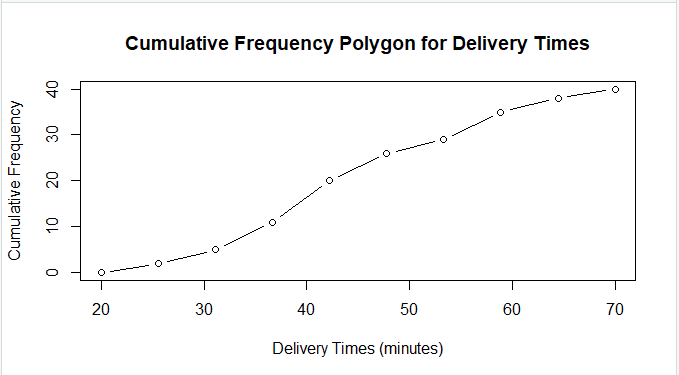 Cumulative Frequency Polygon for Delivery Times
Cumulative Frequency
40
30
20
10
0
20 30 40 50 60 70
Delivery Times (minutes)